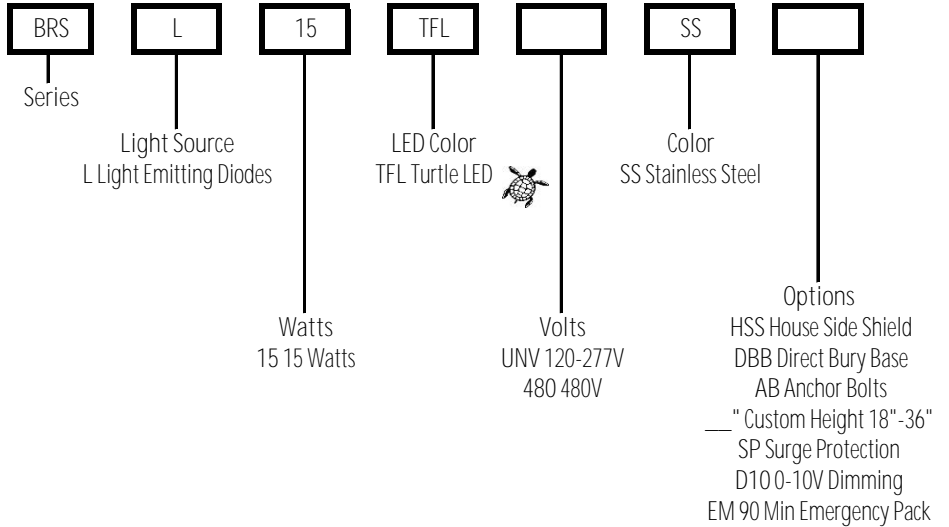 BRS L 15 TFL SS
Series
Light Source
L Light Emitting Diodes
LED Color
TFL Turtle LED
Color
SS Stainless Steel
Watts
15 15 Watts
Volts
UNV 120-277V
480 480V
Options
HSS House Side Shield
DBB Direct Bury Base
AB Anchor Bolts
__" Custom Height 18"-36"
SP Surge Protection
D10 0-10V Dimming
EM 90 Min Emergency Pack